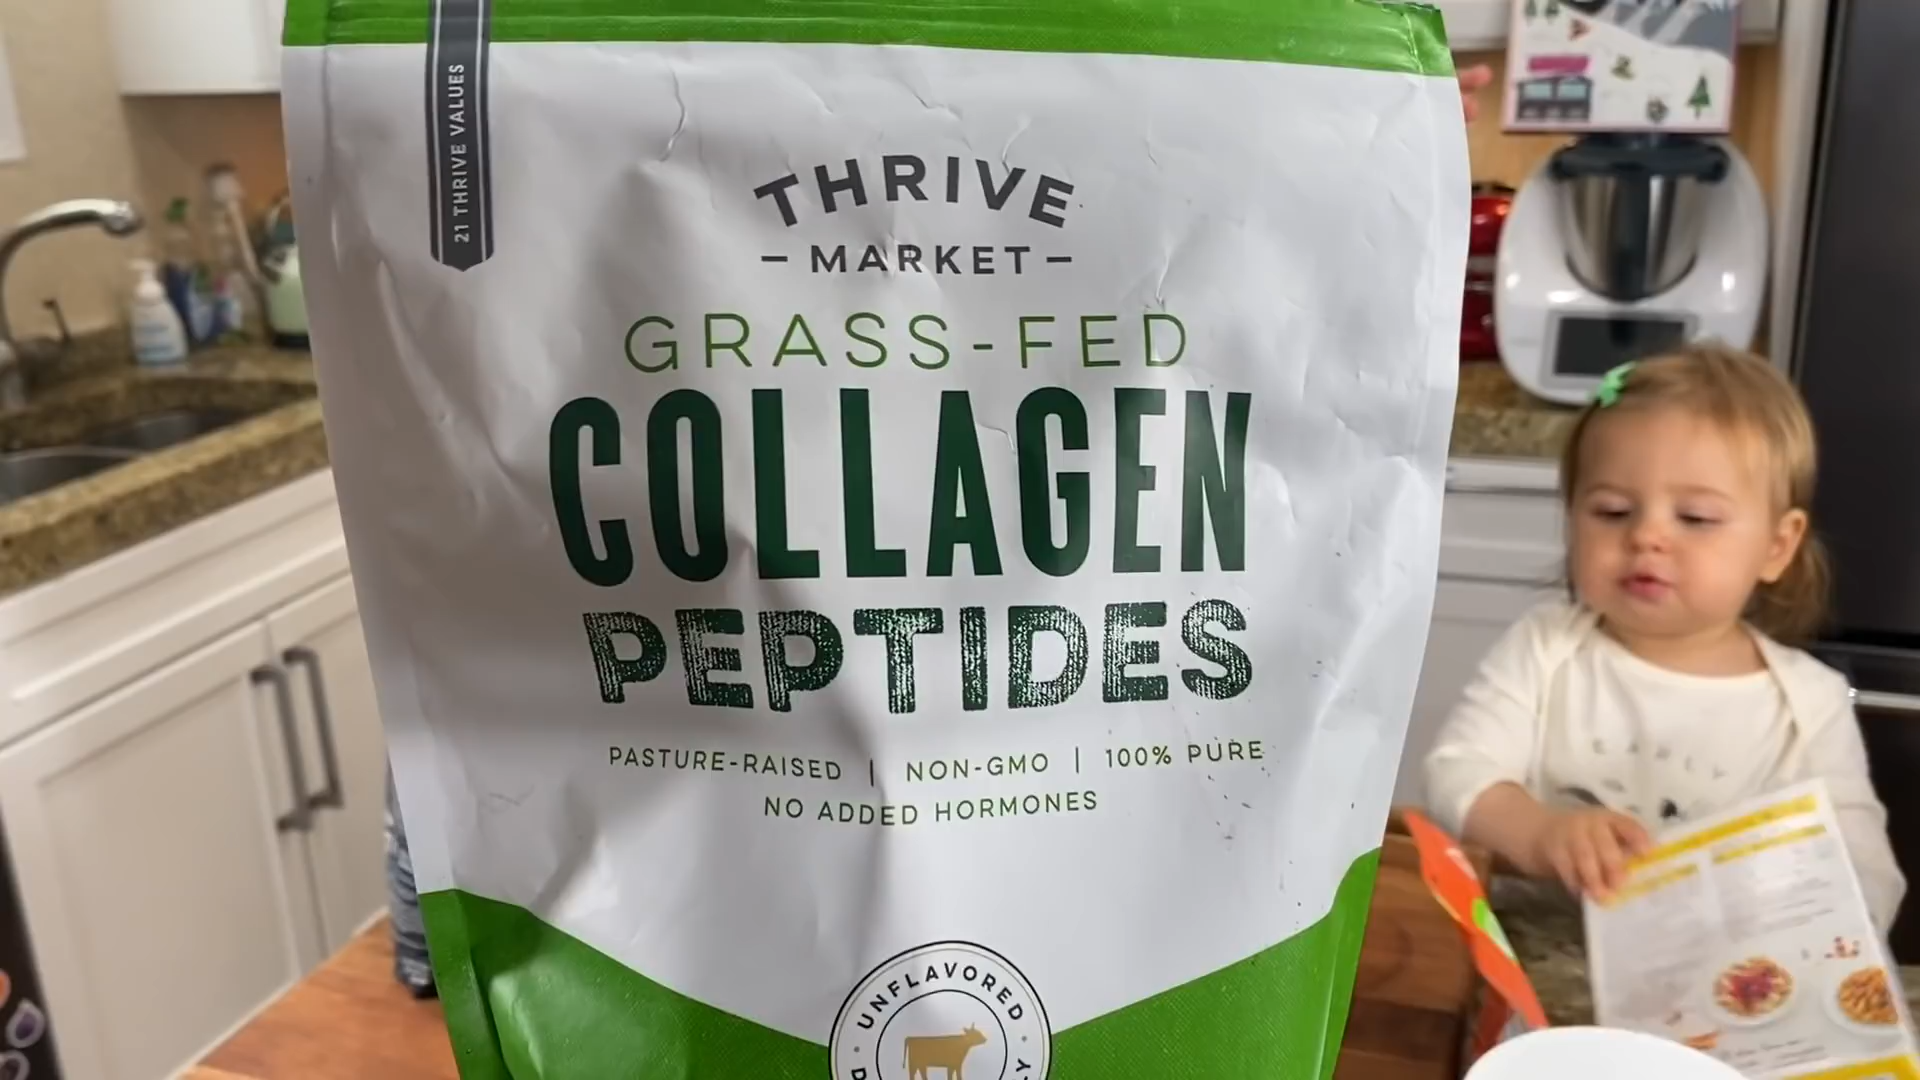 21 THRIVE VALUES
THRIVE
- MARKET -
GRASS-FED
COLLAGEN
PEPTIDES
PASTURE-RAISED | NON-GMO | 100% PURE
NO ADDED HORMONES
UNFLAVORED
EARLY